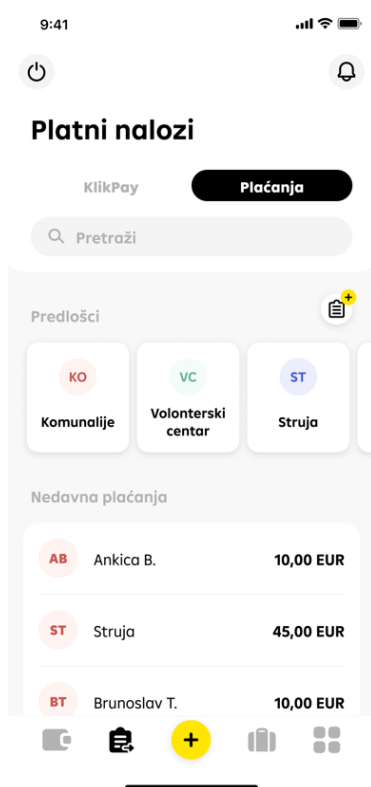 9:41
Platni nalozi
KlikPay
Plaćanja
Pretraži
Predlošci
KO
Komunalije
VC
Volonterski
centar
ST
Struja
Nedavna plaćanja
AB Ankica B. 10,00 EUR
ST Struja 45,00 EUR
BT Brunoslav T. 10,00 EUR